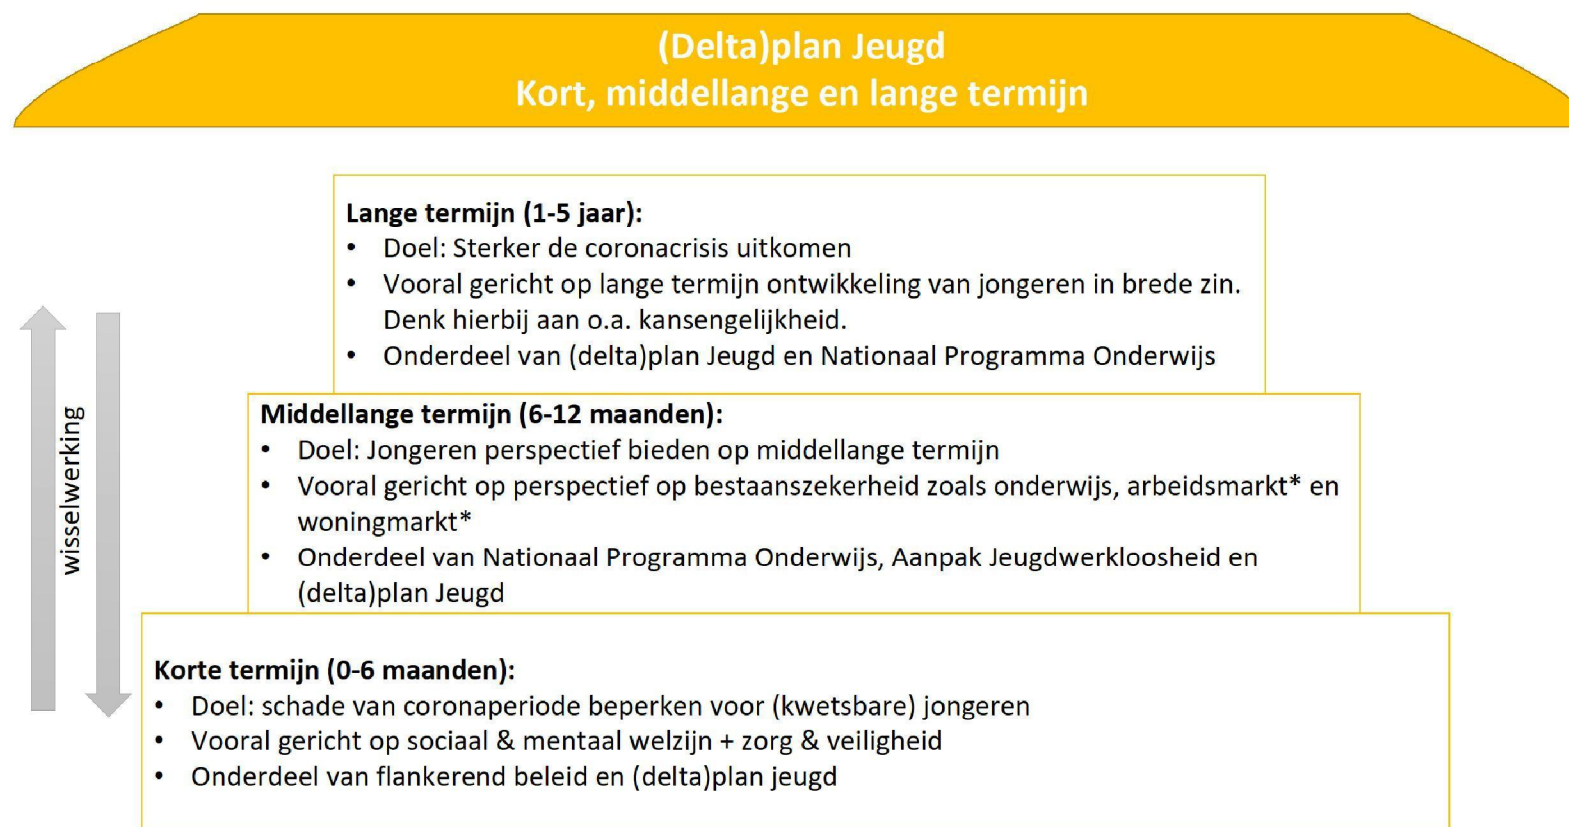 (Delta)plan Jeugd
Kort, middellange en lange termijn
Lange termijn (1-5 jaar):
• Doel: Sterker de coronacrisis uitkomen
• Vooral gericht op lange termijn ontwikkeling van jongeren in brede zin.
Denk hierbij aan o.a. kansengelijkheid.
• Onderdeel van (delta)plan Jeugd en Nationaal Programma Onderwijs
wisselwerking
Middellange termijn (6-12 maanden):
• Doel: Jongeren perspectief bieden op middellange termijn
• Vooral gericht op perspectief op bestaanszekerheid zoals onderwijs, arbeidsmarkt* en
woningmarkt*
• Onderdeel van Nationaal Programma Onderwijs, Aanpak Jeugdwerkloosheid en
(delta)plan Jeugd
Korte termijn (0-6 maanden):
• Doel: schade van coronaperiode beperken voor (kwetsbare) jongeren
• Vooral gericht op sociaal & mentaal welzijn + zorg & veiligheid
• Onderdeel van flankerend beleid en (delta)plan jeugd